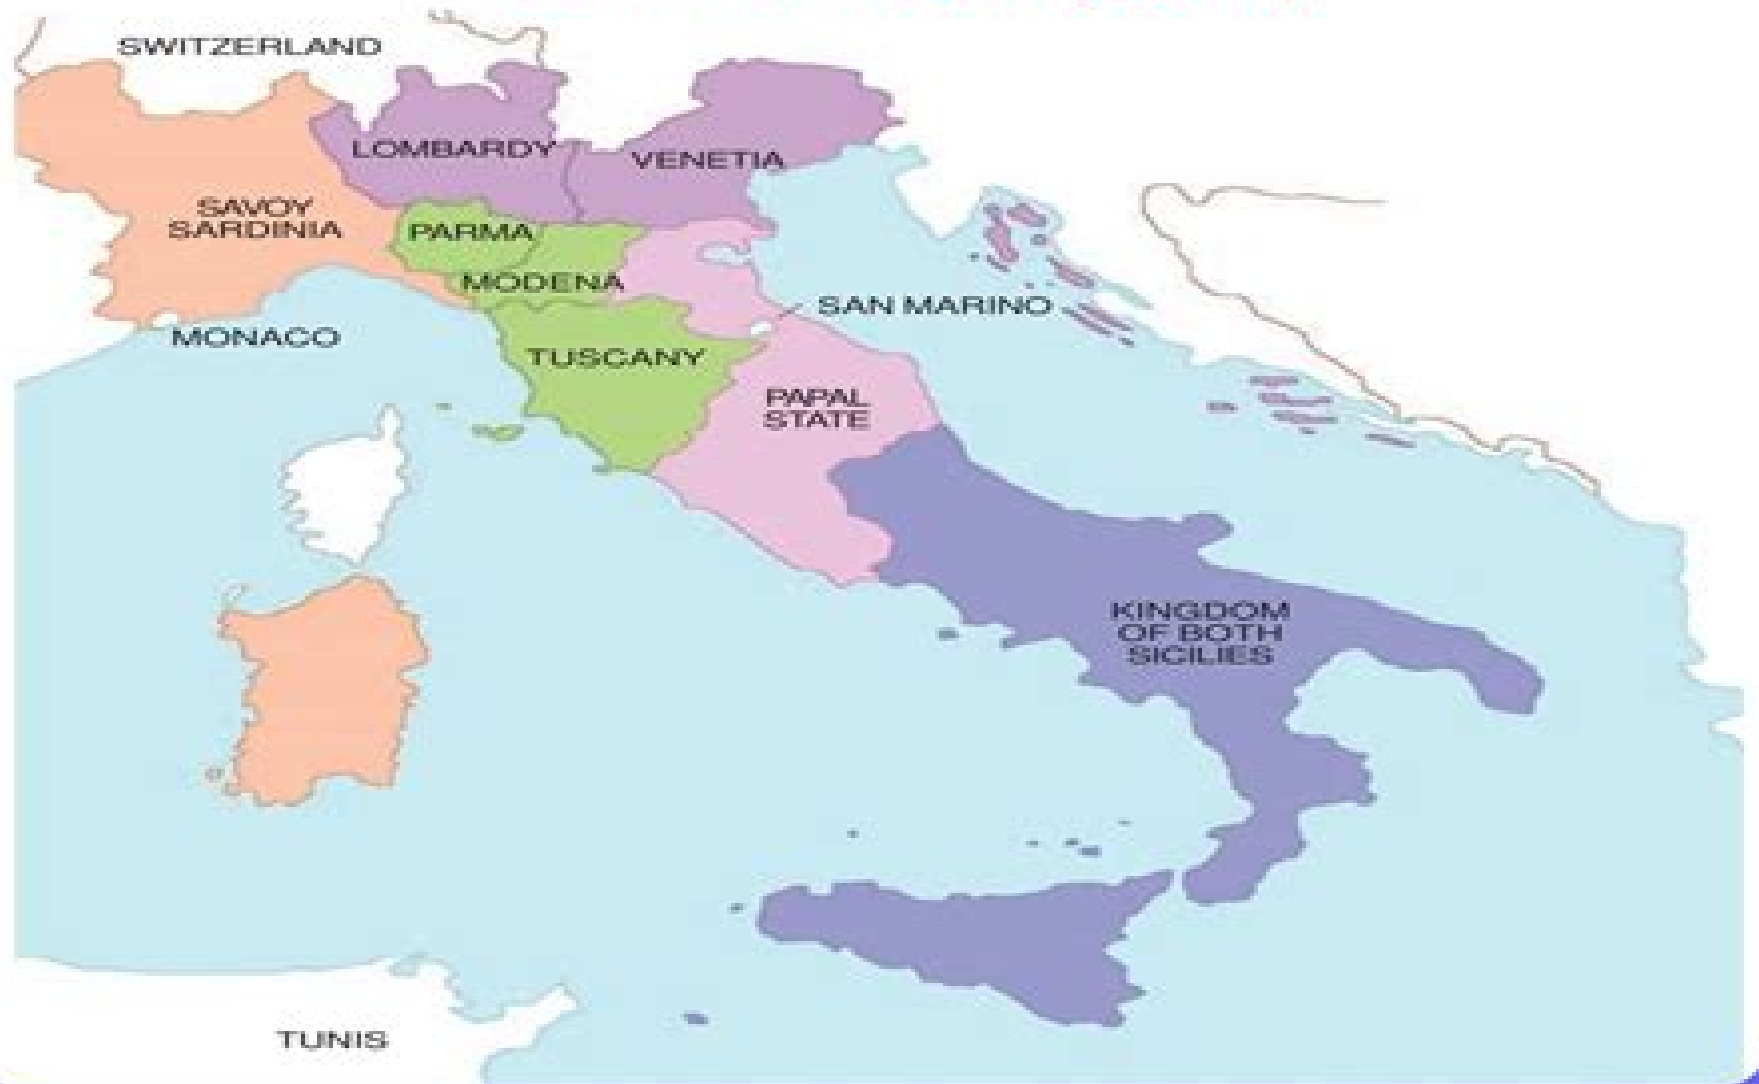 SWITZERLAND
LOMBARDY
VENETIA
SAVOY
SARDINIA
PARMA
MODENA
SAN MARINO
MONACO
TUSCANY
PAPAL
STATE
KINGDOM
OF BOTH
SICILIES
TUNIS